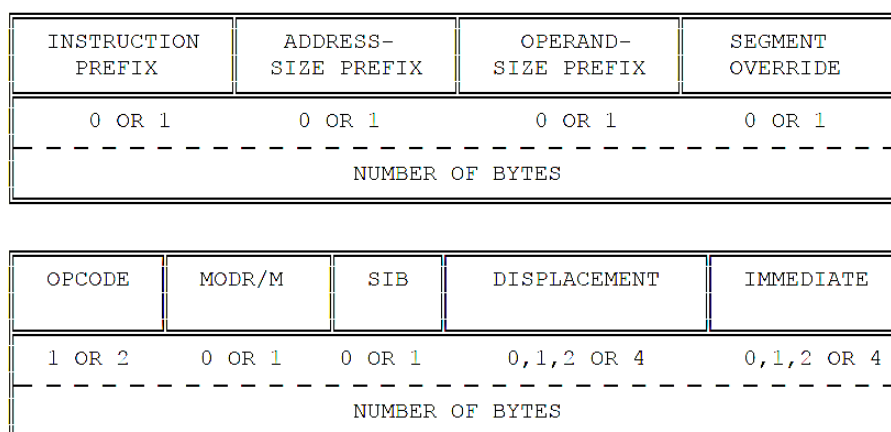 INSTRUCTION ADDRESS- OPERAND- SEGMENT
PREFIX SIZE PREFIX SIZE PREFIX OVERRIDE
0 OR 1 0 OR 1 0 OR 1 0 OR 1
NUMBER OF BYTES
OPCODE MODR/M SIB DISPLACEMENT IMMEDIATE
1 OR 2 0 OR 1 0 OR 1 0,1,2 OR 4 0,1,2 OR 4
NUMBER OF BYTES